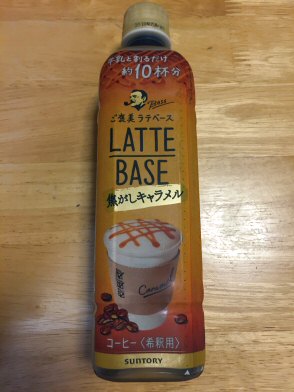 牛乳と割るだけ
約10杯分
Boss
ご褒美ラテベース
LATTE
BASE
焦がしキャラメル
Caramel
コーヒー〈希釈用〉
SUNTORY